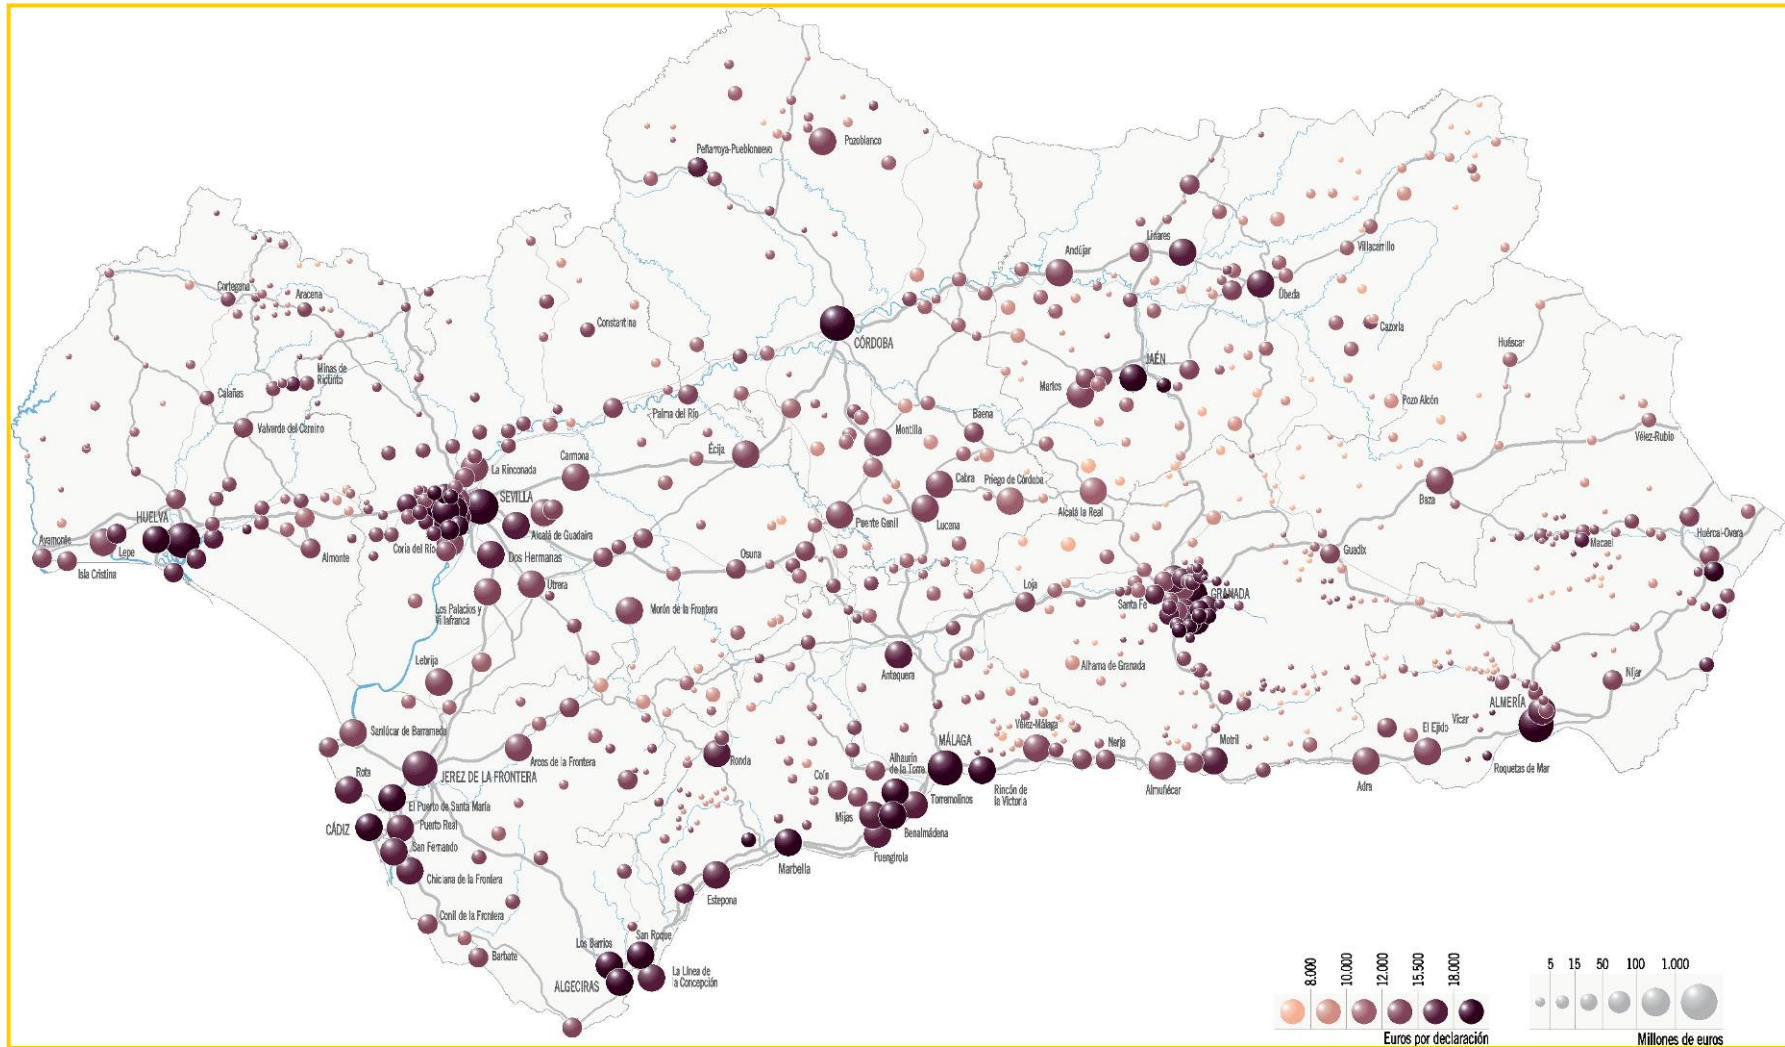 Pozoblanco
Peñarroya-Pueblonuevo
Linares
Andújar
Villacarrillo
Cortegana
Aracena
Úbeda
Constantina
Cazorla
CÓRDOBA
Huéscar
Minas de
Riotinto
JAÉN
Martos
Calañas
Palma del Río
Pozo Alcón
Baena
Valverde del Camino
Montilla
Vélez-Rubio
Écija
Carmona
La Rinconada
Cabra
Priego de Córdoba
Baza
SEVILLA
Lucena
Alcalá la Real
HUELVA
Puente Genil
Alcalá de Guadaira
Huércal-Overa
Ayamonte
Lepe
Almonte
Coria del Río
Dos Hermanas
Osuna
Guadix
Macael
Isla Cristina
Utrera
Loja
GRANADA
Santa Fé
Los Palacios y
Villafranca
Morón de la Frontera
Lebrija
Antequera
Alhama de Granada
Níjar
ALMERÍA
Sanlúcar de Barrameda
Vélez-Málaga
Vícar
El Ejido
MÁLAGA
Nerja
Motril
Arcos de la Frontera
Ronda
Alhaurín
de la Torre
Roquetas de Mar
JEREZ DE LA FRONTERA
Rota
Coín
Almuñécar
Adra
Rincón de
la Victoria
El Puerto de Santa María
Torremolinos
CÁDIZ
Puerto Real
Mijas
Benalmádena
San Fernando
Fuengirola
Marbella
Chiclana de la Frontera
Estepona
Conil de la Frontera
San Roque
Los Barrios
Barbate
La Línea de
la Concepción
ALGECIRAS
8.000 10.000 12.000 15.500 18.000
Euros por declaración
5 15 50 100 1.000
Millones de euros